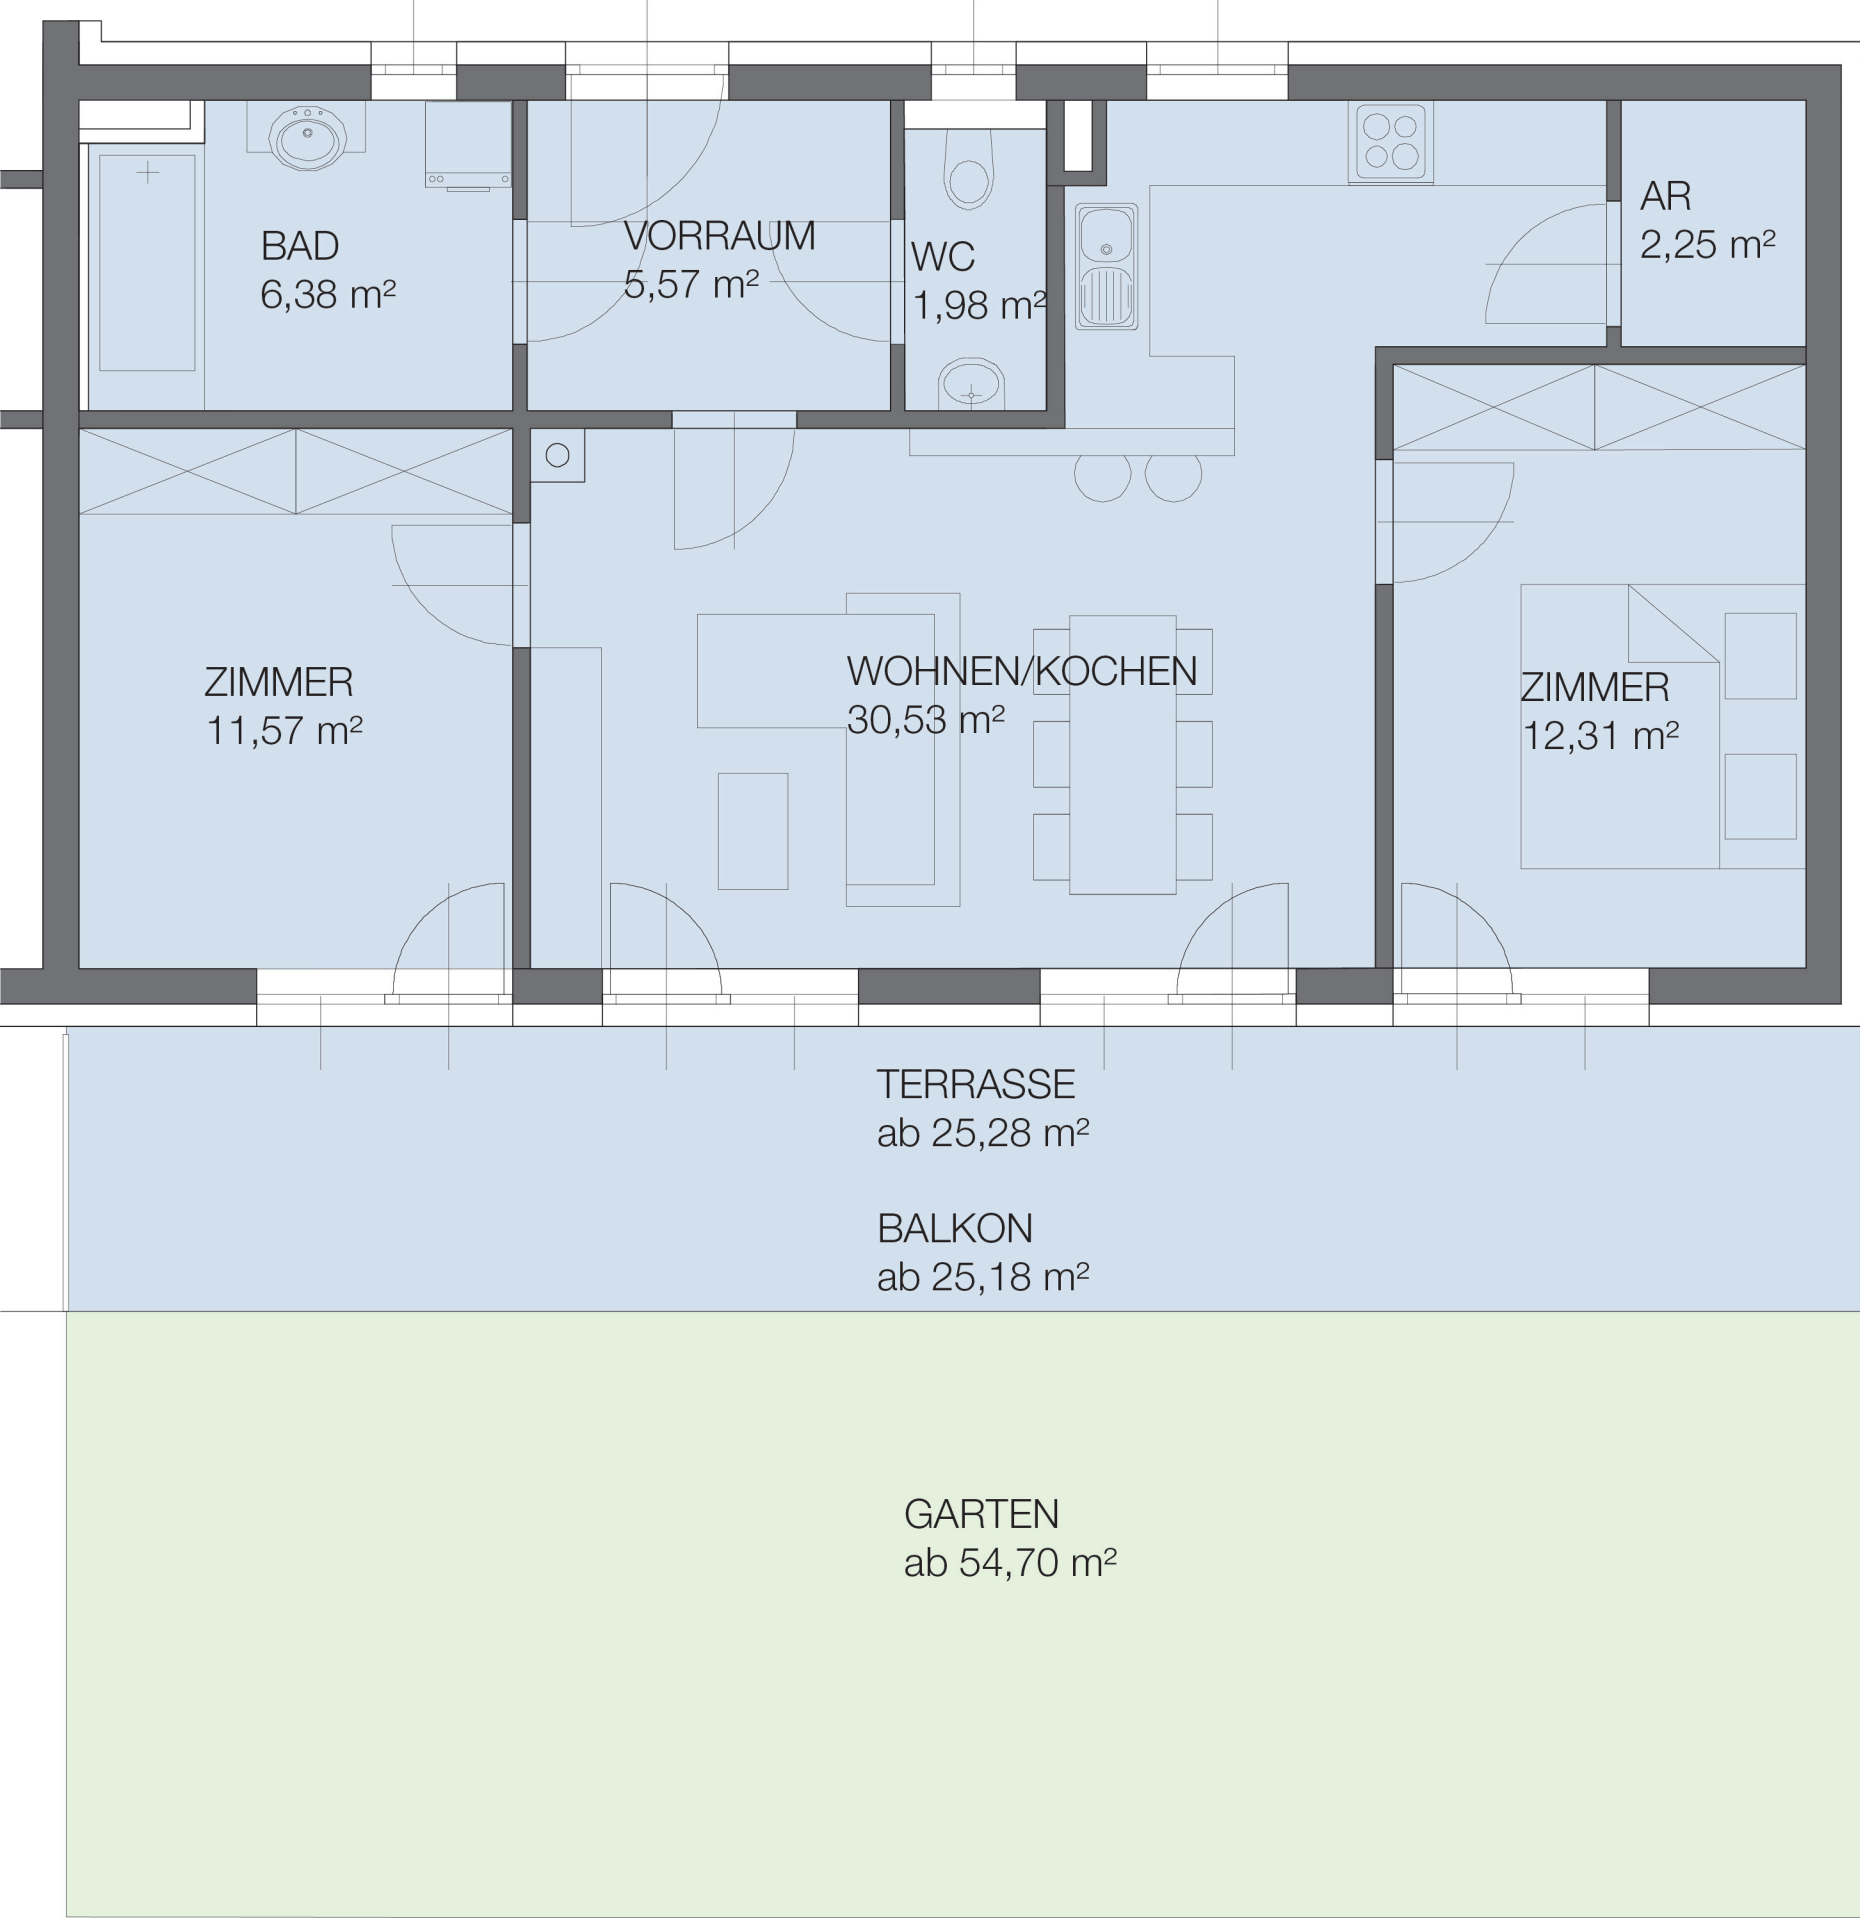 BAD
6,38 m²
VORRAUM
5,57 m²
WC
1,98 m²
AR
2,25 m²
ZIMMER
11,57 m²
WOHNEN/KOCHEN
30,53 m²
ZIMMER
12,31 m²
TERRASSE
ab 25,28 m²
BALKON
ab 25,18 m²
GARTEN
ab 54,70 m²